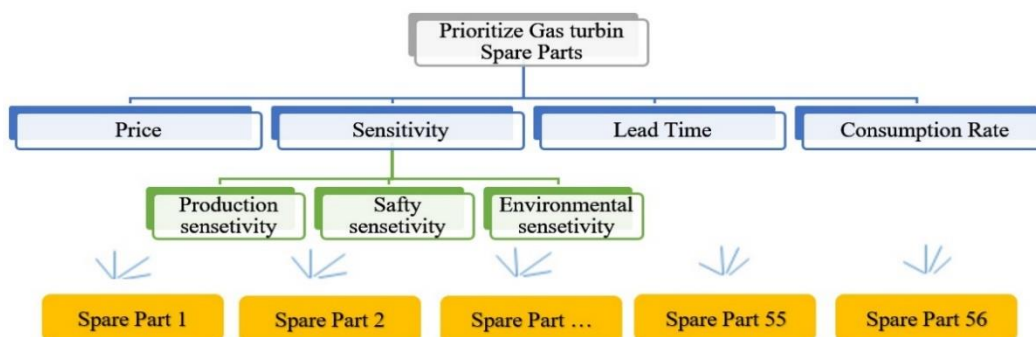 Prioritize Gas turbin
Spare Parts
Price
Sensitivity
Lead Time
Consumption Rate
Production
sensetivity
Safty
sensetivity
Environmental
sensetivity
Spare Part 1
Spare Part 2
Spare Part …
Spare Part 55
Spare Part 56